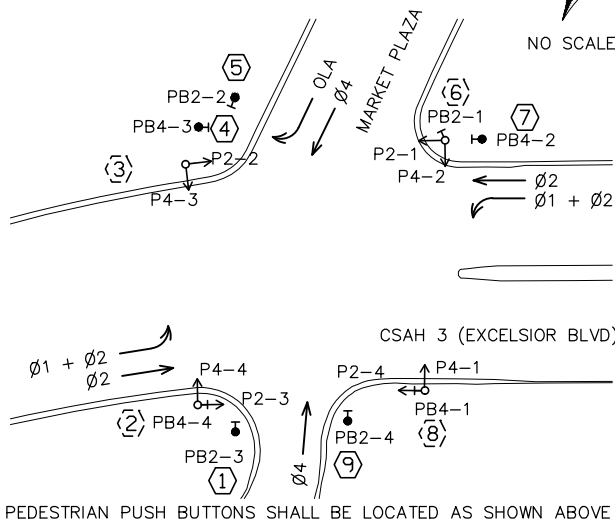 NO SCALE
MARKET PLAZA
OLA
Ø4
5
PB2-2
PB4-3
4
3
P2-2
P4-3
6
PB2-1
7
PB4-2
P2-1
P4-2
Ø2
Ø1 + Ø2
CSAH 3 (EXCELSIOR BLVD)
Ø1 + Ø2
Ø2
P4-4
P2-3
2
PB4-4
PB2-3
1
Ø4
P2-4
P4-1
PB4-1
PB2-4
8
9
PEDESTRIAN PUSH BUTTONS SHALL BE LOCATED AS SHOWN ABOVE